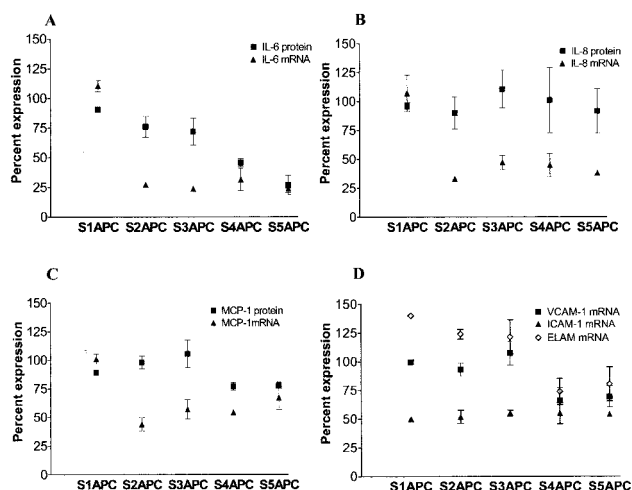 A
IL-6 protein
IL-6 mRNA
Percent expression
150
125
100
75
50
25
0
S1APC S2APC S3APC S4APC S5APC
B
IL-8 protein
IL-8 mRNA
Percent expression
150
125
100
75
50
25
0
S1APC S2APC S3APC S4APC S5APC
C
MCP-1 protein
MCP-1mRNA
Percent expression
150
125
100
75
50
25
0
S1APC S2APC S3APC S4APC S5APC
D
VCAM-1 mRNA
ICAM-1 mRNA
ELAM mRNA
Percent expression
150
125
100
75
50
25
0
S1APC S2APC S3APC S4APC S5APC